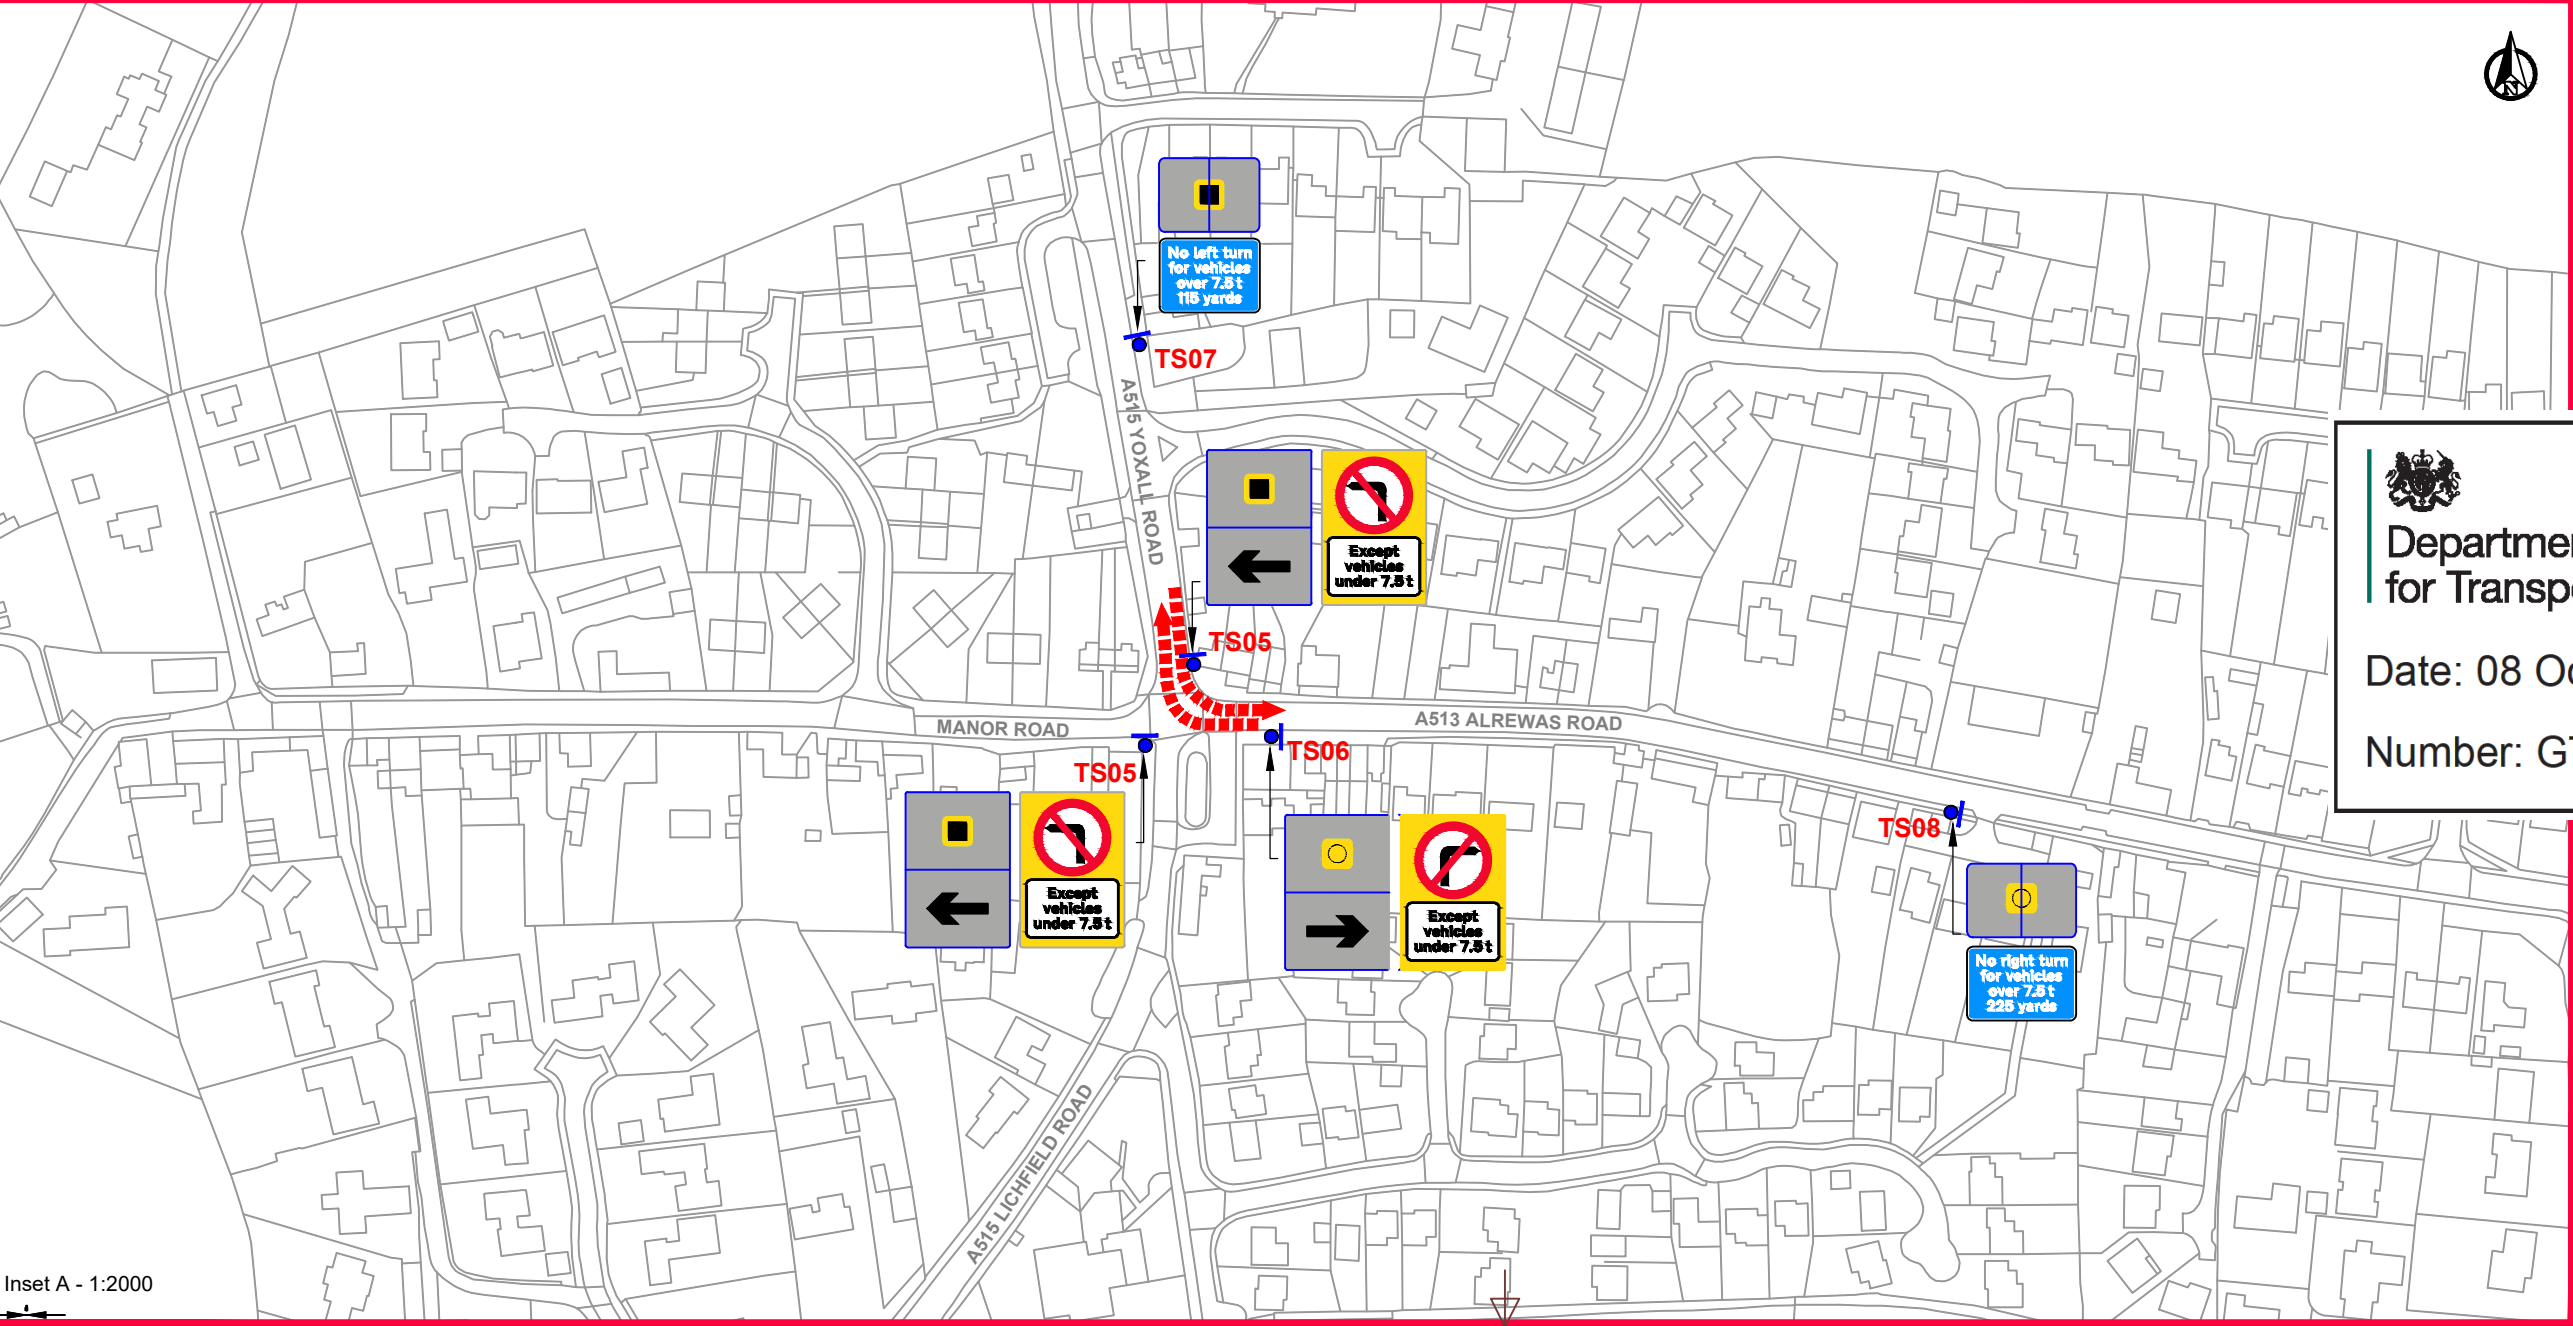 N
No left turn
for vehicles
over 7.5 t
115 yards
TS07
A515 YOXALL ROAD
Except
vehicles
under 7.5 t
TS05
MANOR ROAD
A513 ALREWAS ROAD
TS05
TS06
Except
vehicles
under 7.5 t
Except
vehicles
under 7.5 t
TS08
No right turn
for vehicles
over 7.5 t
225 yards
A515 LICHFIELD ROAD
Departme
for Transp
Date: 08 Oc
Number: G
Inset A - 1:2000